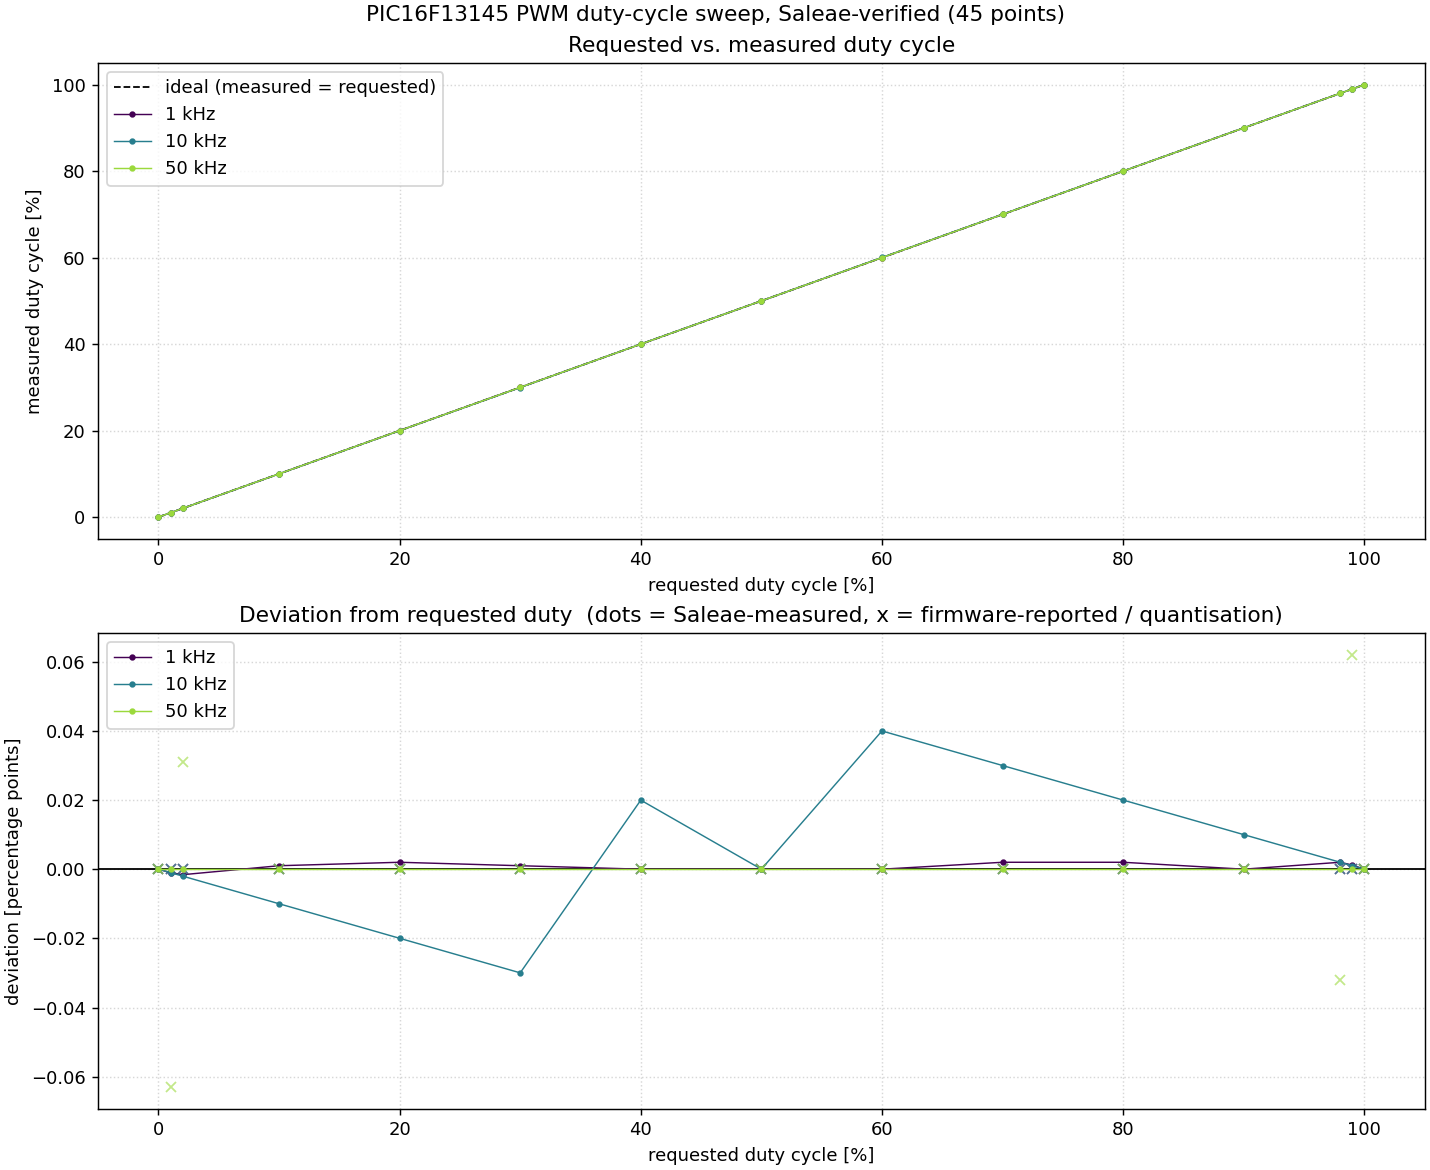 PIC16F13145 PWM duty-cycle sweep, Saleae-verified (45 points)
Requested vs. measured duty cycle
100
80
60
40
20
0
measured duty cycle [%]
ideal (measured = requested)
1 kHz
10 kHz
50 kHz
0 20 40 60 80 100
requested duty cycle [%]
Deviation from requested duty (dots = Saleae-measured, x = firmware-reported / quantisation)
0.06
0.04
0.02
0.00
−0.02
−0.04
−0.06
deviation [percentage points]
1 kHz
10 kHz
50 kHz
0 20 40 60 80 100
requested duty cycle [%]